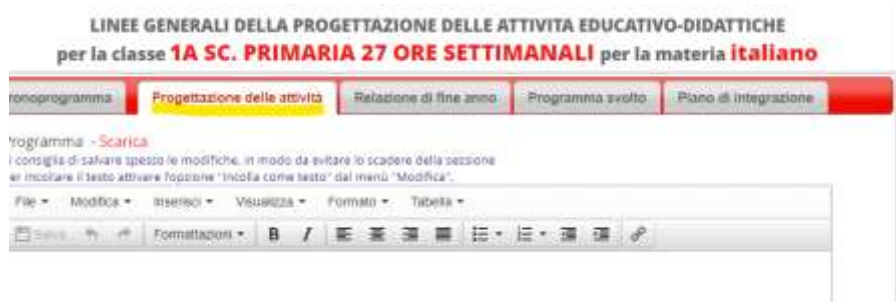 LINEE GENERALI DELLA PROGETTAZIONE DELLE ATTIVITA EDUCATIVO-DIDATTICHE
per la classe 1A SC. PRIMARIA 27 ORE SETTIMANALI per la materia italiano
ronoprogramma Progettazione delle attività Relazione di fine anno Programma svolto Piano di integrazione
Programma - Scarica
i consiglia di salvare spesso le modifiche, in modo da evitare lo scadere della sessione
er incollare il testo attivare l'opzione "Incolla come testo" dal menù "Modifica".
File Modifica Inserisci Visualizza Formato Tabella
Salva Formattazioni B I